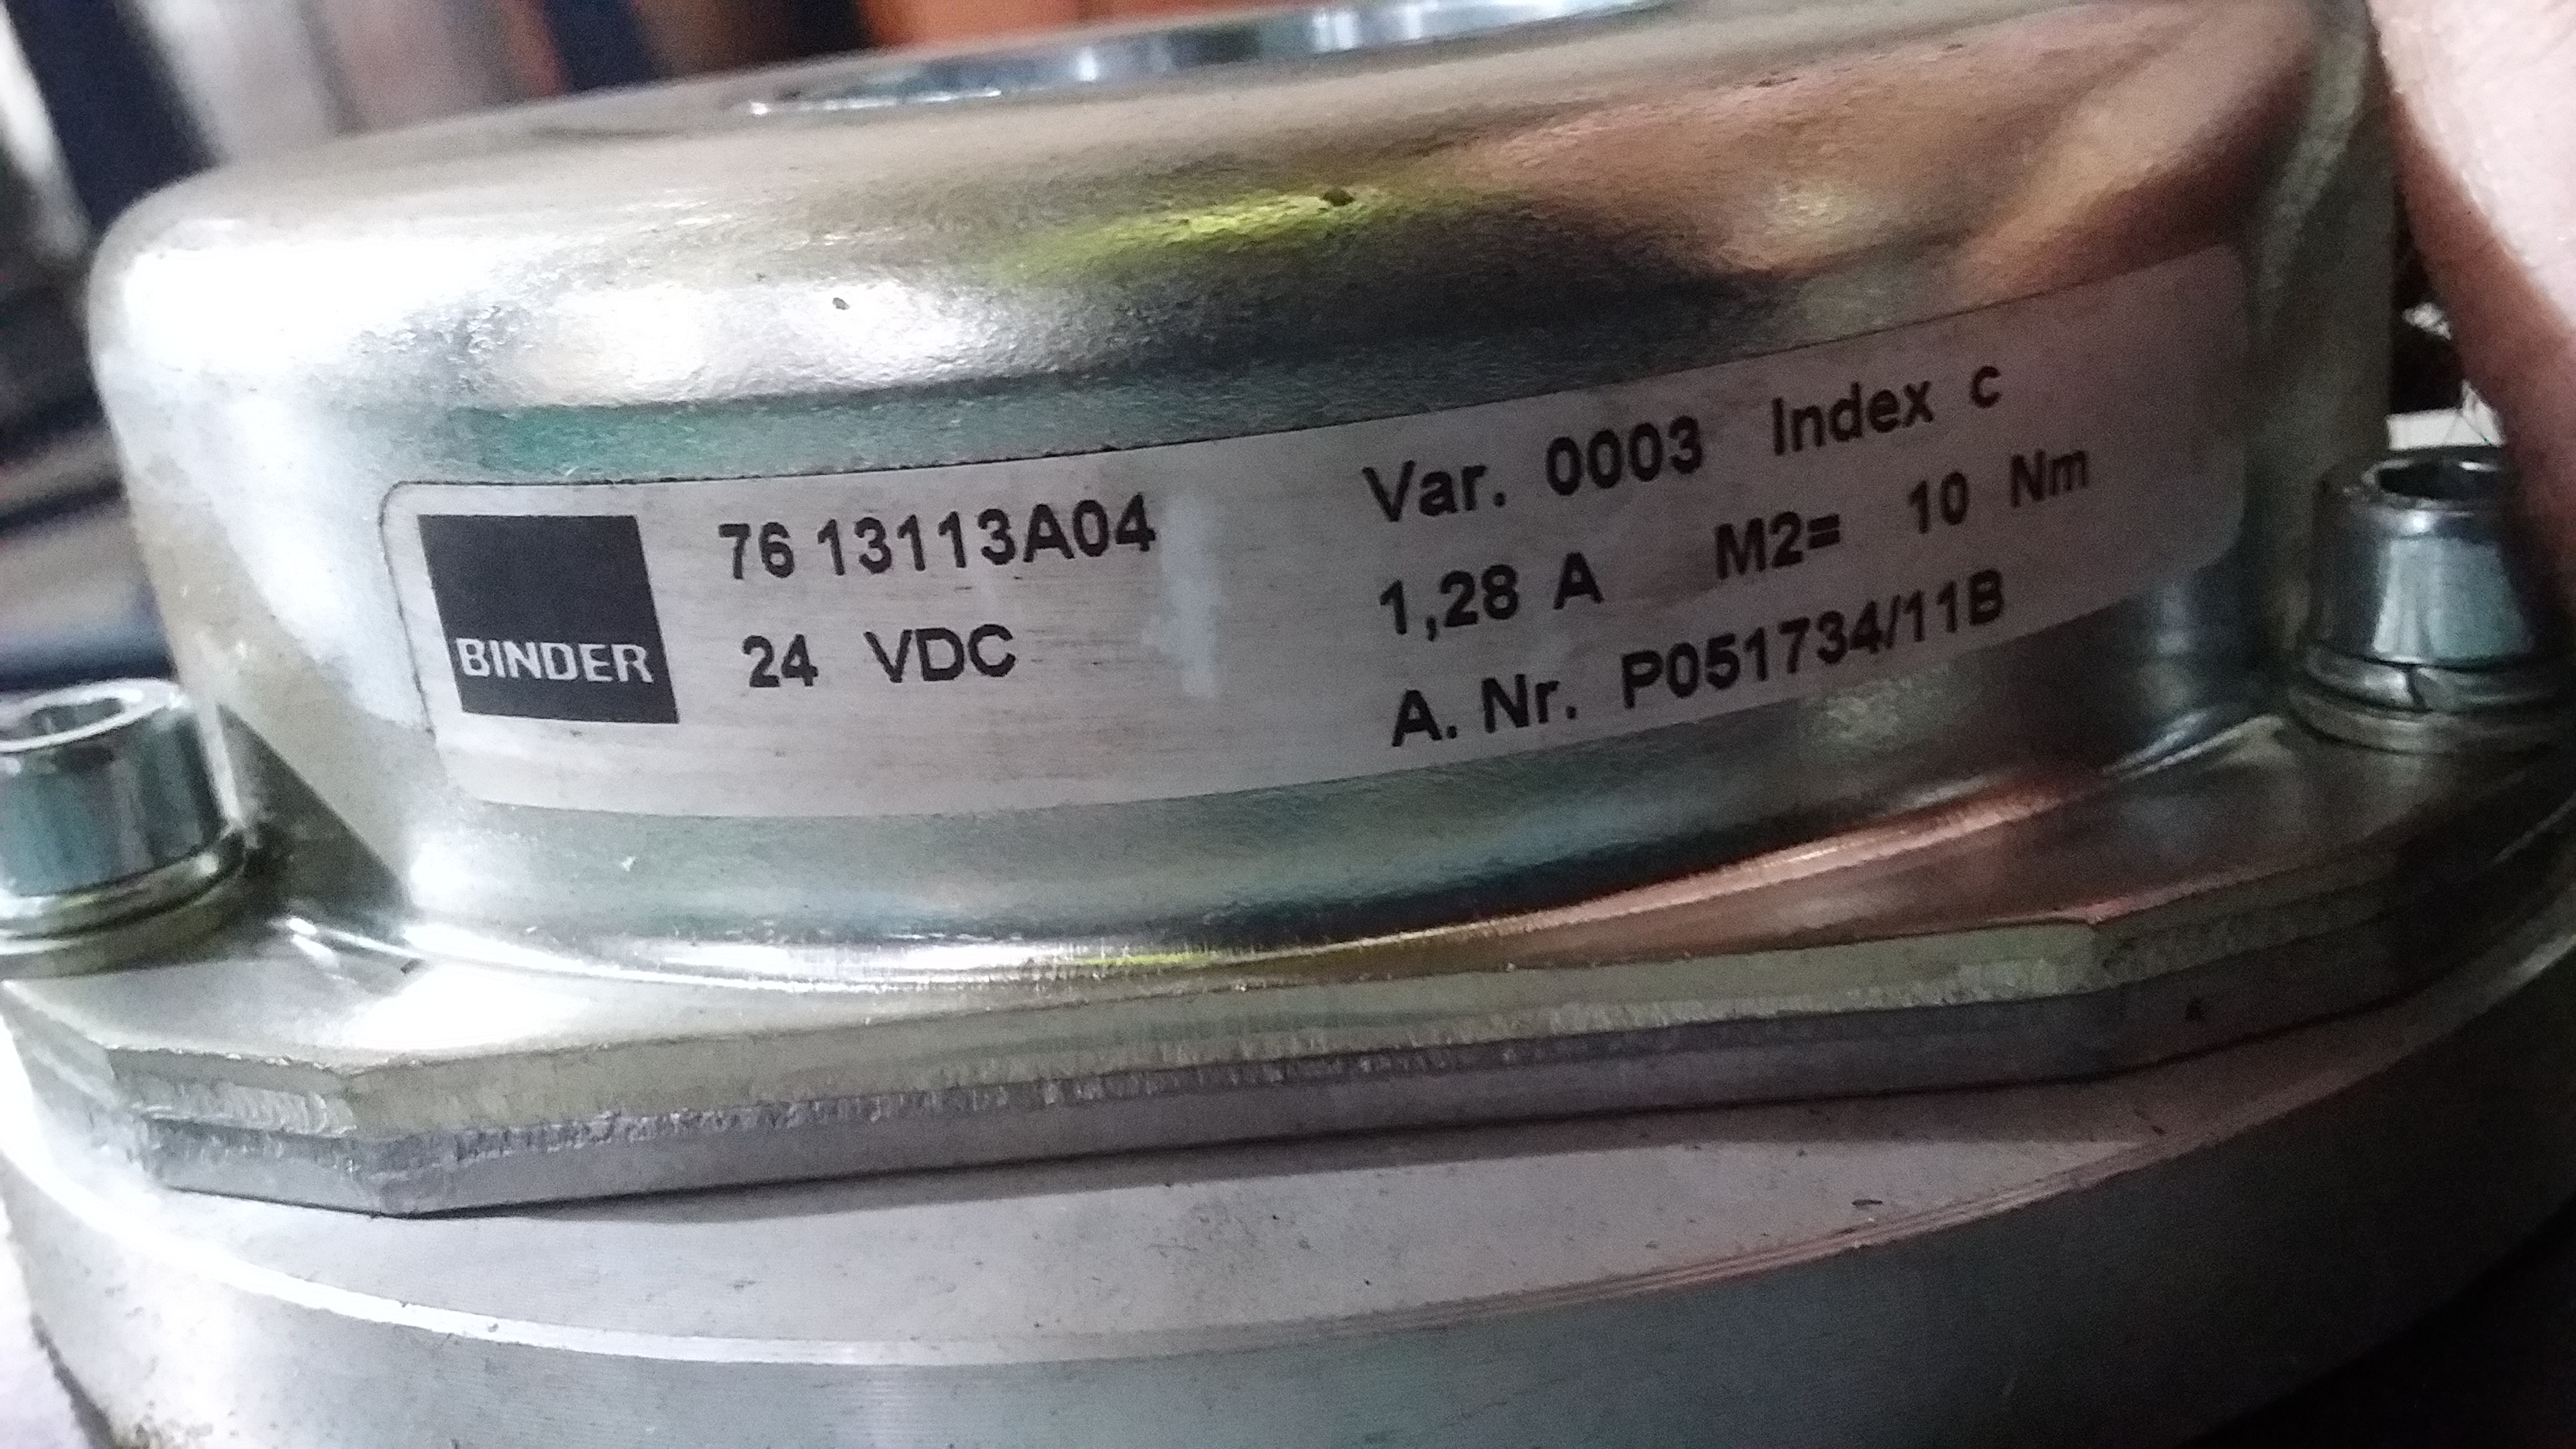 BINDER
76 13113A04
24 VDC
Var. 0003 Index c
1,28 A M2= 10 Nm
A. Nr. P051734/11B